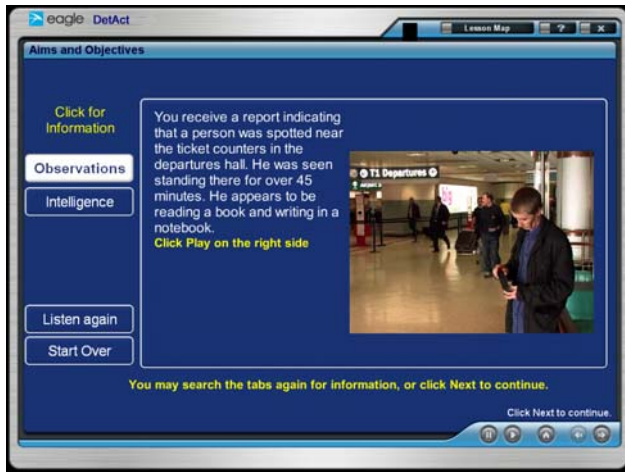 eagle DetAct
Lesson Map ? X
Aims and Objectives
Click for
Information
Observations
Intelligence
Listen again
Start Over
You receive a report indicating
that a person was spotted near
the ticket counters in the
departures hall. He was seen
standing there for over 45
minutes. He appears to be
reading a book and writing in a
notebook.
Click Play on the right side
T1 Departures
You may search the tabs again for information, or click Next to continue.
Click Next to continue.